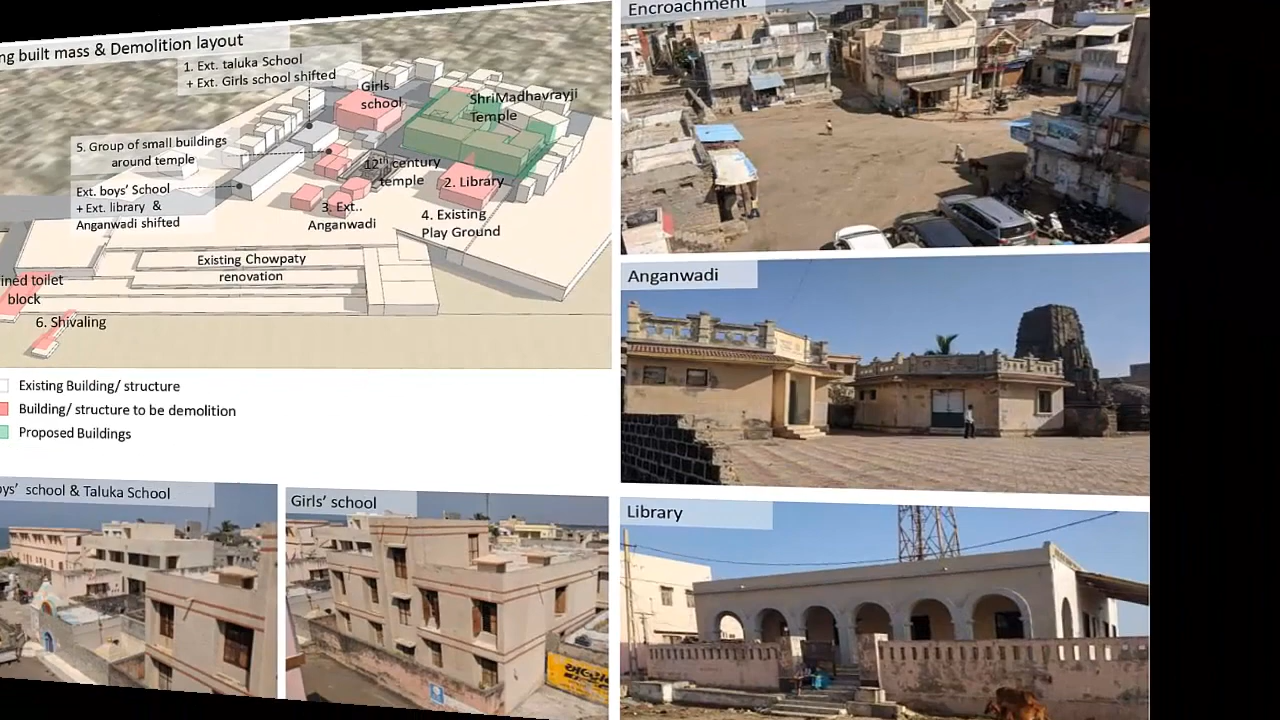 ng built mass & Demolition layout
1. Ext. taluka School
+ Ext. Girls school shifted
Girls
school
ShriMadhavrayji
Temple
5. Group of small buildings
around temple
12th century
temple
2. Library
Ext. boys’ School
+ Ext. library &
Anganwadi shifted
3. Ext..
Anganwadi
4. Existing
Play Ground
Existing Chowpaty
renovation
ined toilet
block
6. Shivaling
Existing Building/ structure
Building/ structure to be demolition
Proposed Buildings
oys’ school & Taluka School
Girls’ school
Encroachment
Anganwadi
Library